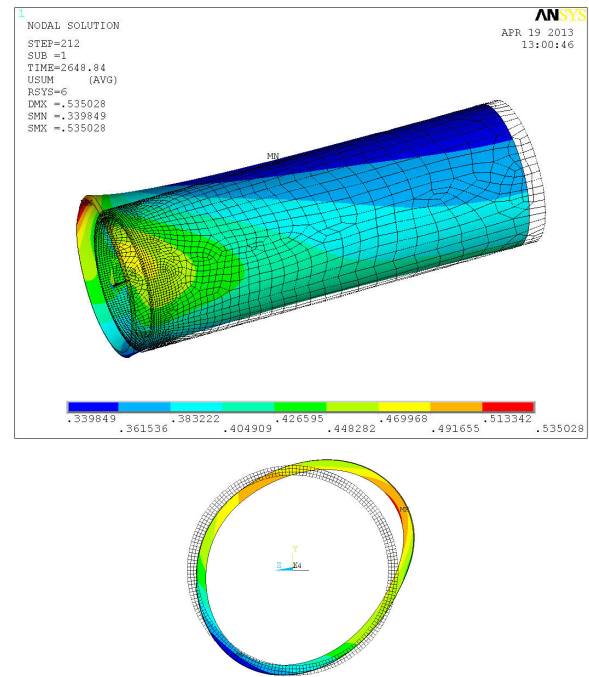 1
NODAL SOLUTION
ANSYS
APR 19 2013
13:00:46
STEP=212
SUB =1
TIME=2648.84
USUM (AVG)
RSYS=6
DMX =.535028
SMN =.339849
SMX =.535028
MN
.339849 .383222 .426595 .469968 .513342
.361536 .404909 .448282 .491655 .535028
Y
Z